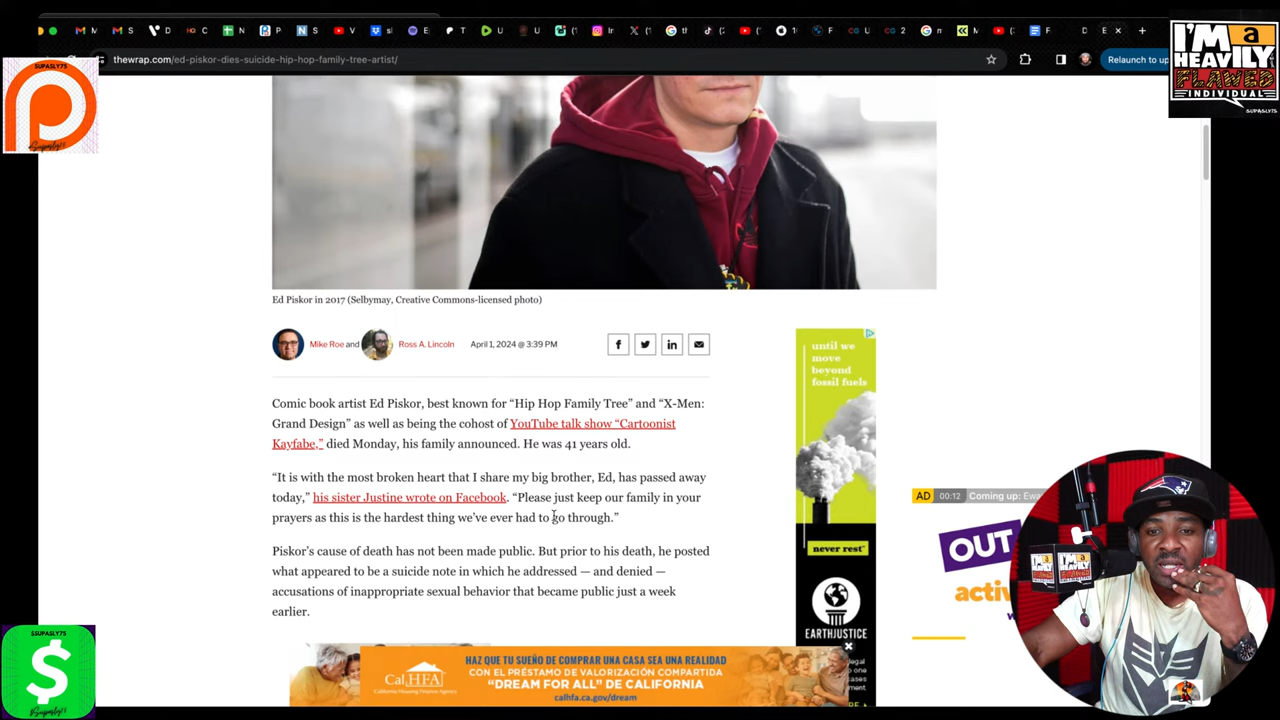 thewrap.com/ed-piskor-dies-suicide-hip-hop-family-tree-artist/
Relaunch to up
SUPASLY75
I'M a
HEAVILY
FLAWED
INDIVIDUAL
SUPASLY75
Ed Piskor in 2017 (Selbymay, Creative Commons-licensed photo)
Mike Roe and Ross A. Lincoln April 1, 2024 @ 3:39 PM
Comic book artist Ed Piskor, best known for “Hip Hop Family Tree” and “X-Men:
Grand Design” as well as being the cohost of YouTube talk show “Cartoonist
Kayfabe,” died Monday, his family announced. He was 41 years old.
“It is with the most broken heart that I share my big brother, Ed, has passed away
today,” his sister Justine wrote on Facebook. “Please just keep our family in your
prayers as this is the hardest thing we’ve ever had to go through.”
Piskor’s cause of death has not been made public. But prior to his death, he posted
what appeared to be a suicide note in which he addressed — and denied —
accusations of inappropriate sexual behavior that became public just a week
earlier.
until we
move
beyond
fossil fuels
never rest
EARTHJUSTICE
AD 00:12 Coming up: Ewa
OUT
activ
$SUPASLY75
$
CalHFA
California Housing Finance Agency
HAZ QUE TU SUEÑO DE COMPRAR UNA CASA SEA UNA REALIDAD
CON EL PRÉSTAMO DE VALORIZACIÓN COMPARTIDA
“DREAM FOR ALL” DE CALIFORNIA
calhfa.ca.gov/dream